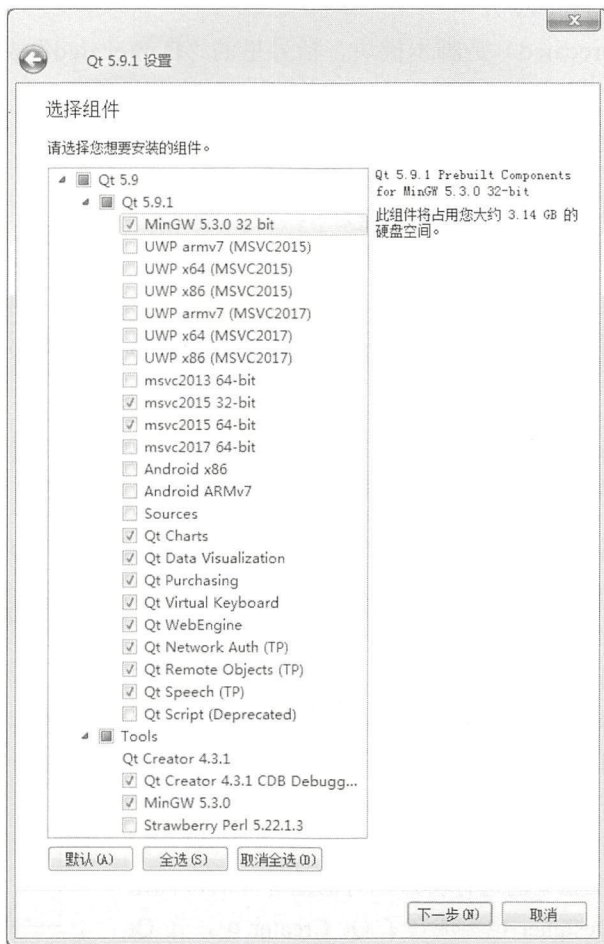 Qt 5.9.1 设置
选择组件
请选择您想要安装的组件。
Qt 5.9
Qt 5.9.1
MinGW 5.3.0 32 bit
UWP armv7 (MSVC2015)
UWP x64 (MSVC2015)
UWP x86 (MSVC2015)
UWP armv7 (MSVC2017)
UWP x64 (MSVC2017)
UWP x86 (MSVC2017)
msvc2013 64-bit
msvc2015 32-bit
msvc2015 64-bit
msvc2017 64-bit
Android x86
Android ARMv7
Sources
Qt Charts
Qt Data Visualization
Qt Purchasing
Qt Virtual Keyboard
Qt WebEngine
Qt Network Auth (TP)
Qt Remote Objects (TP)
Qt Speech (TP)
Qt Script (Deprecated)
Tools
Qt Creator 4.3.1
Qt Creator 4.3.1 CDB Debugg...
MinGW 5.3.0
Strawberry Perl 5.22.1.3
Qt 5.9.1 Prebuilt Components
for MinGW 5.3.0 32-bit
此组件将占用您大约 3.14 GB 的
硬盘空间。
默认(A)
全选(S)
取消全选(D)
下一步(N)
取消